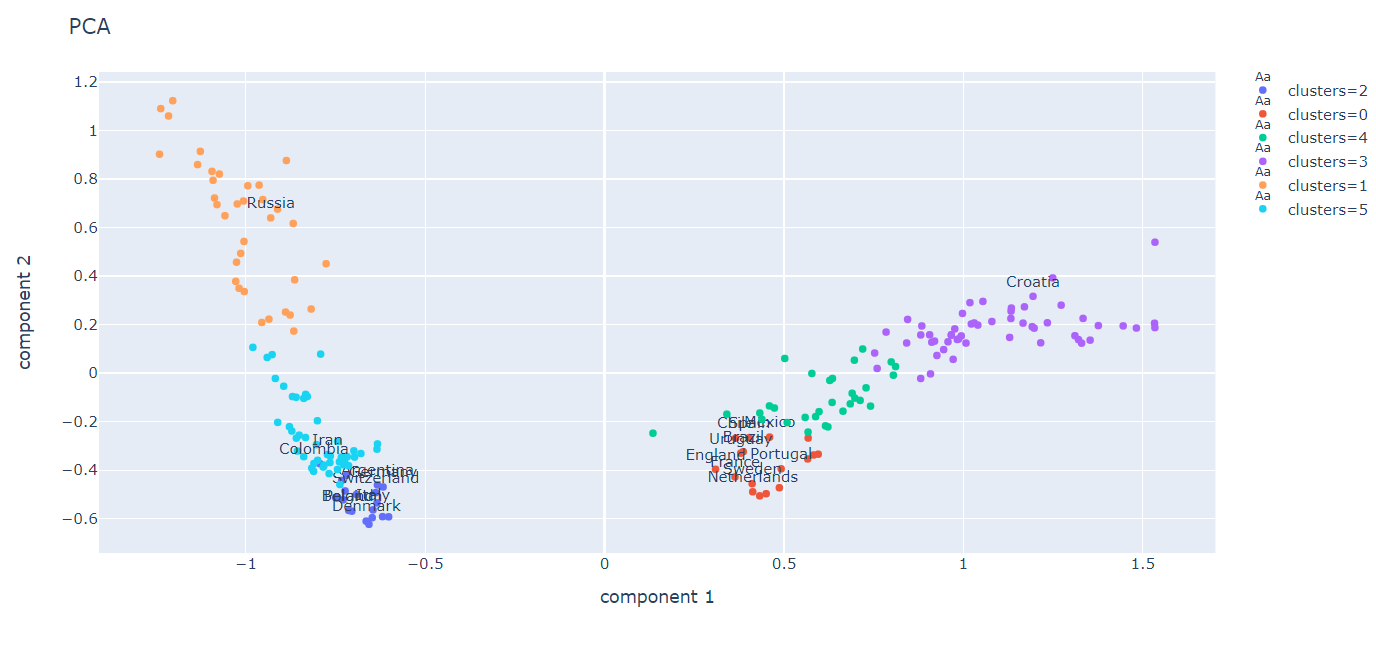 PCA
1.2
1
0.8
0.6
0.4
0.2
0
−0.2
−0.4
−0.6
−1
−0.5
0
0.5
1
1.5
component 1
component 2
Russia
Croatia
Iran
Colombia
Germany
Switzerland
Denmark
Mexico
Brazil
Uruguay
England
Portugal
France
Sweden
Netherlands
Aa
clusters=2
Aa
clusters=0
Aa
clusters=4
Aa
clusters=3
Aa
clusters=1
Aa
clusters=5